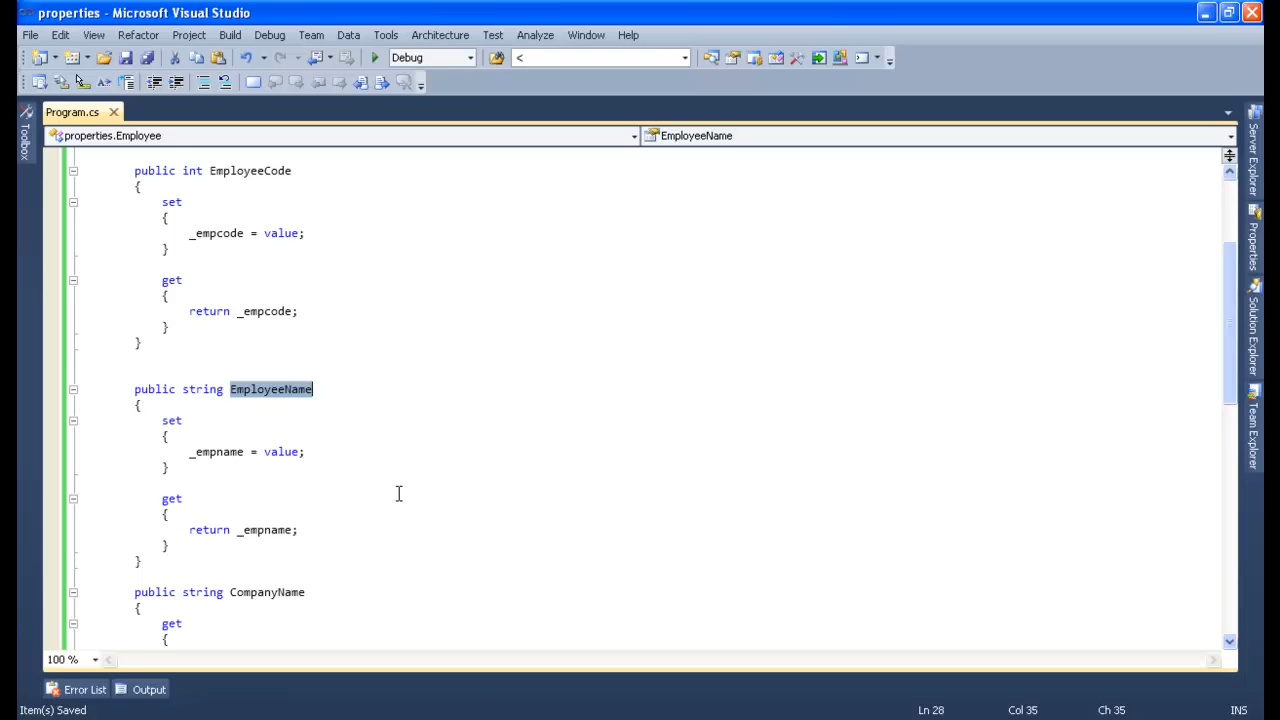 properties - Microsoft Visual Studio
File Edit View Refactor Project Build Debug Team Data Tools Architecture Test Analyze Window Help
Debug <
Program.cs
properties.Employee EmployeeName
public int EmployeeCode
{
set
{
_empcode = value;
}
get
{
return _empcode;
}
}
public string EmployeeName
{
set
{
_empname = value;
}
get
{
return _empname;
}
}
public string CompanyName
{
get
{
100 %
Error List Output
Item(s) Saved Ln 28 Col 35 Ch 35 INS
Toolbox
Server Explorer
Properties
Solution Explorer
Team Explorer